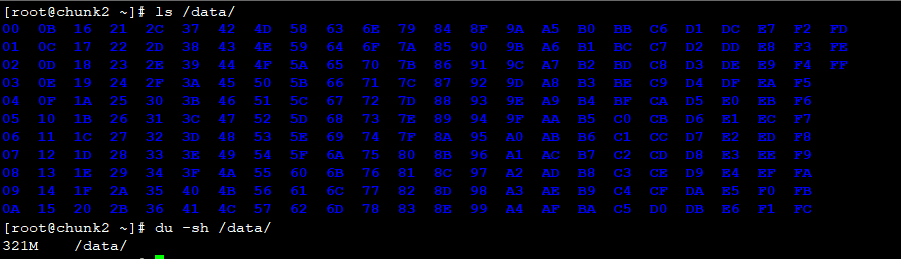 [root@chunk2 ~]# ls /data/
00  0B  16  21  2C  37  42  4D  58  63  6E  79  84  8F  9A  A5  B0  BB  C6  D1  DC  E7  F2  FD
01  0C  17  22  2D  38  43  4E  59  64  6F  7A  85  90  9B  A6  B1  BC  C7  D2  DD  E8  F3  FE
02  0D  18  23  2E  39  44  4F  5A  65  70  7B  86  91  9C  A7  B2  BD  C8  D3  DE  E9  F4  FF
03  0E  19  24  2F  3A  45  50  5B  66  71  7C  87  92  9D  A8  B3  BE  C9  D4  DF  EA  F5
04  0F  1A  25  30  3B  46  51  5C  67  72  7D  88  93  9E  A9  B4  BF  CA  D5  E0  EB  F6
05  10  1B  26  31  3C  47  52  5D  68  73  7E  89  94  9F  AA  B5  C0  CB  D6  E1  EC  F7
06  11  1C  27  32  3D  48  53  5E  69  74  7F  8A  95  A0  AB  B6  C1  CC  D7  E2  ED  F8
07  12  1D  28  33  3E  49  54  5F  6A  75  80  8B  96  A1  AC  B7  C2  CD  D8  E3  EE  F9
08  13  1E  29  34  3F  4A  55  60  6B  76  81  8C  97  A2  AD  B8  C3  CE  D9  E4  EF  FA
09  14  1F  2A  35  40  4B  56  61  6C  77  82  8D  98  A3  AE  B9  C4  CF  DA  E5  F0  FB
0A  15  20  2B  36  41  4C  57  62  6D  78  83  8E  99  A4  AF  BA  C5  D0  DB  E6  F1  FC
[root@chunk2 ~]# du -sh /data/
321M    /data/